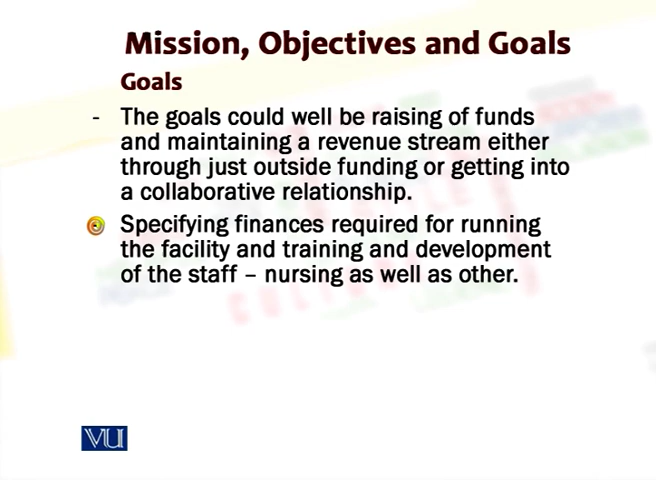 Mission, Objectives and Goals
Goals
- The goals could well be raising of funds
and maintaining a revenue stream either
through just outside funding or getting into
a collaborative relationship.
Specifying finances required for running
the facility and training and development
of the staff – nursing as well as other.
VU